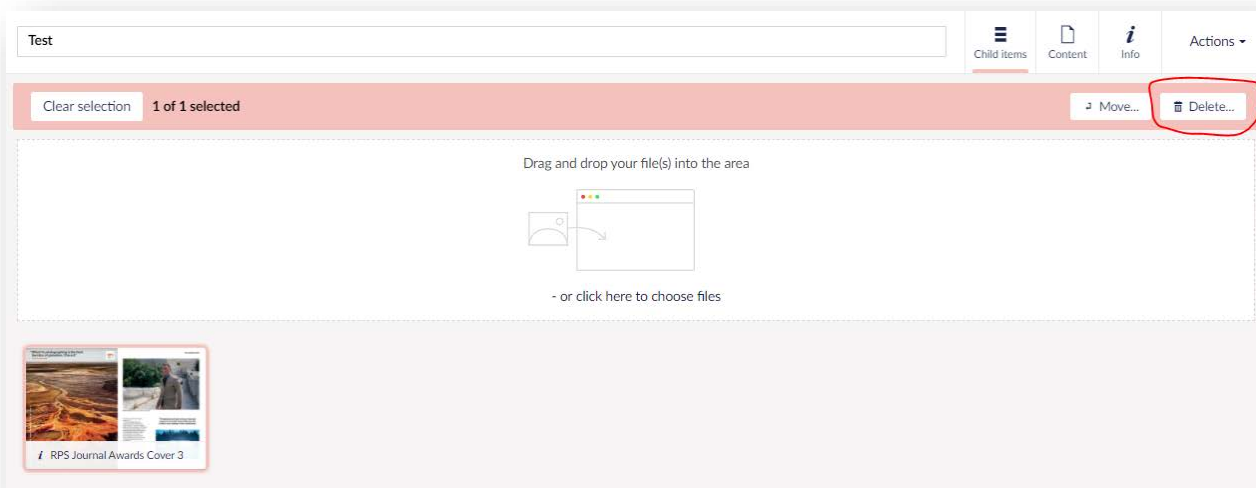 Test
Child items
Content
Info
Actions
Clear selection
1 of 1 selected
Move...
Delete...
Drag and drop your file(s) into the area
- or click here to choose files
i RPS Journal Awards Cover 3